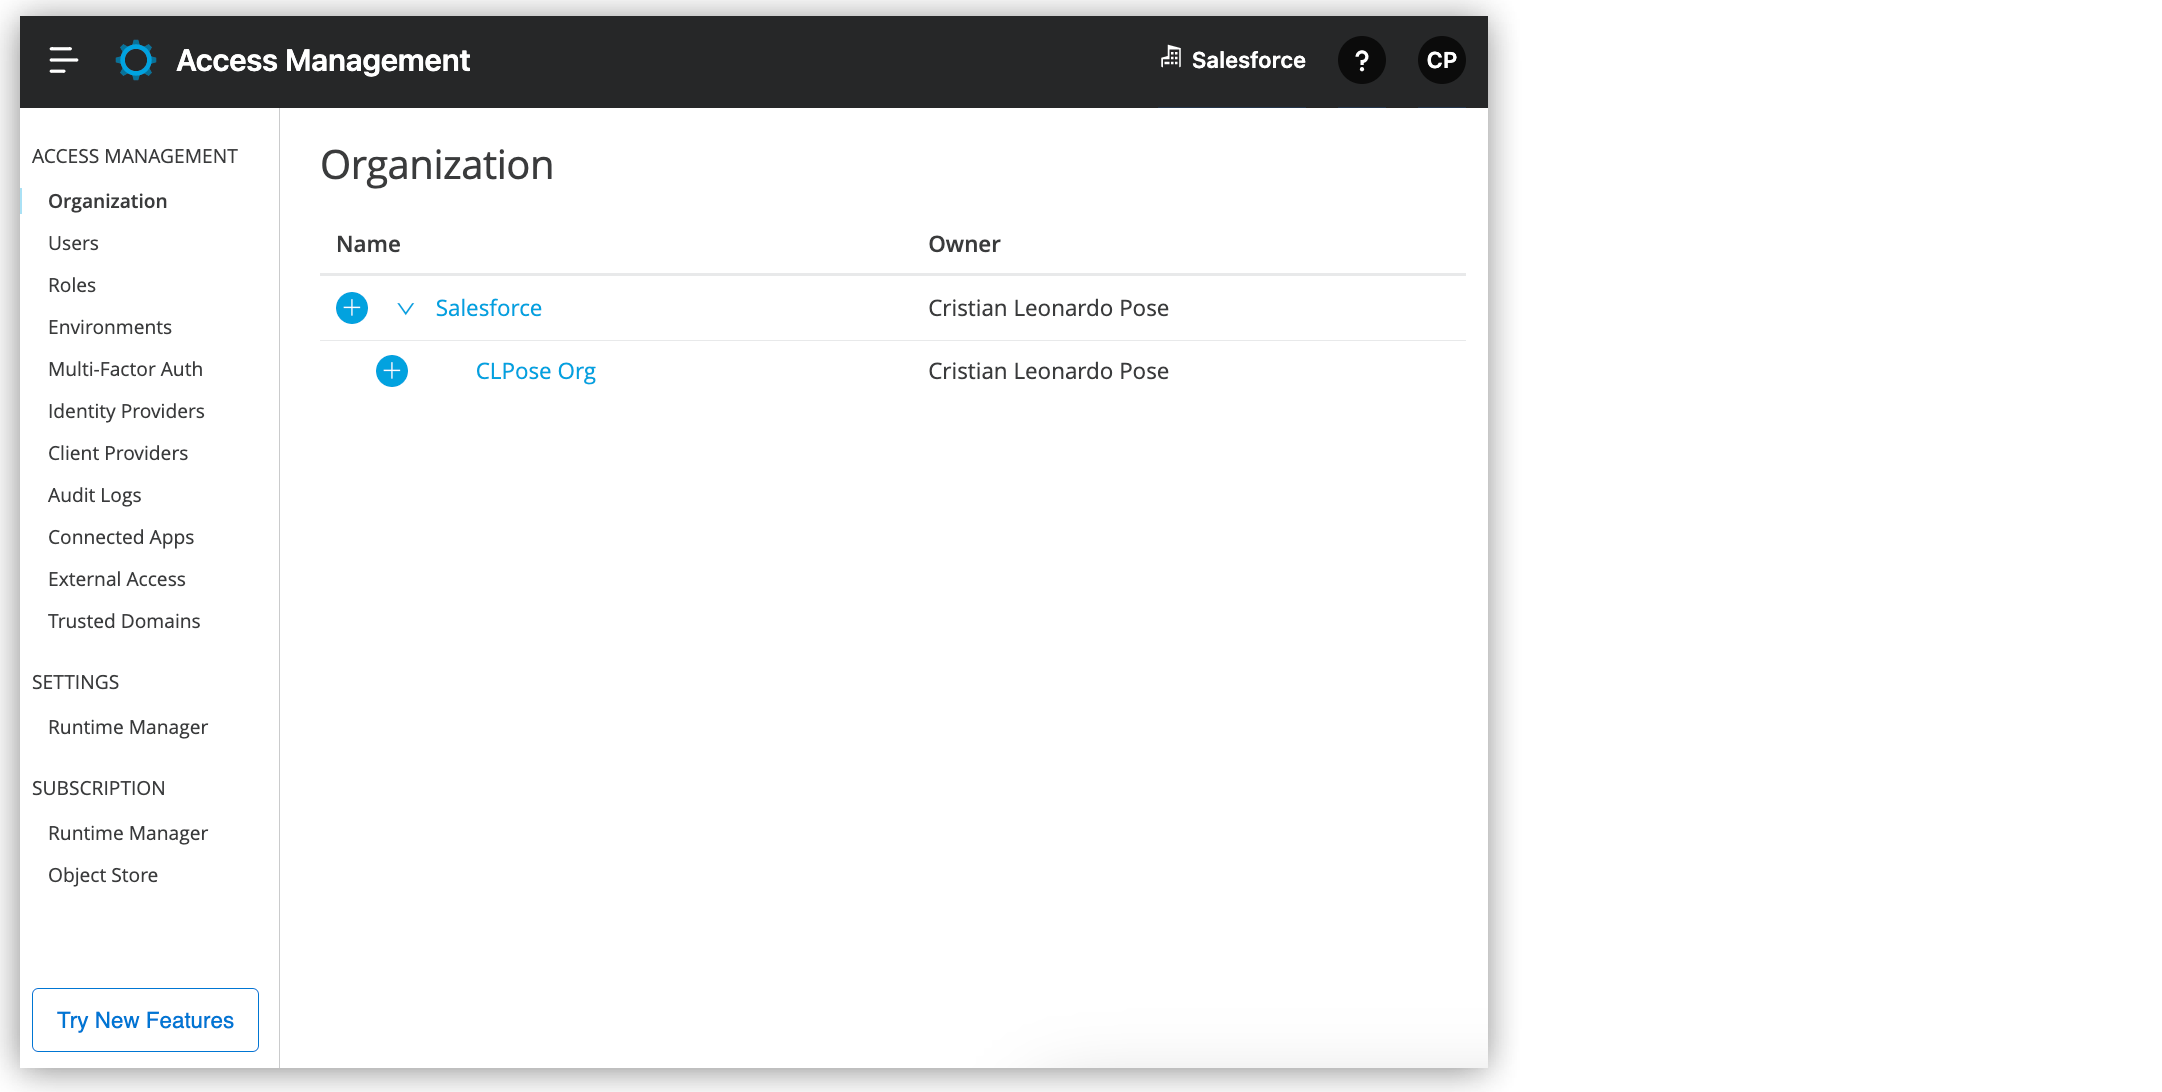 Access Management
Salesforce
?
CP
ACCESS MANAGEMENT
Organization
Users
Roles
Environments
Multi-Factor Auth
Identity Providers
Client Providers
Audit Logs
Connected Apps
External Access
Trusted Domains
SETTINGS
Runtime Manager
SUBSCRIPTION
Runtime Manager
Object Store
Try New Features
Organization
Name Owner
Salesforce Cristian Leonardo Pose
CLPose Org Cristian Leonardo Pose